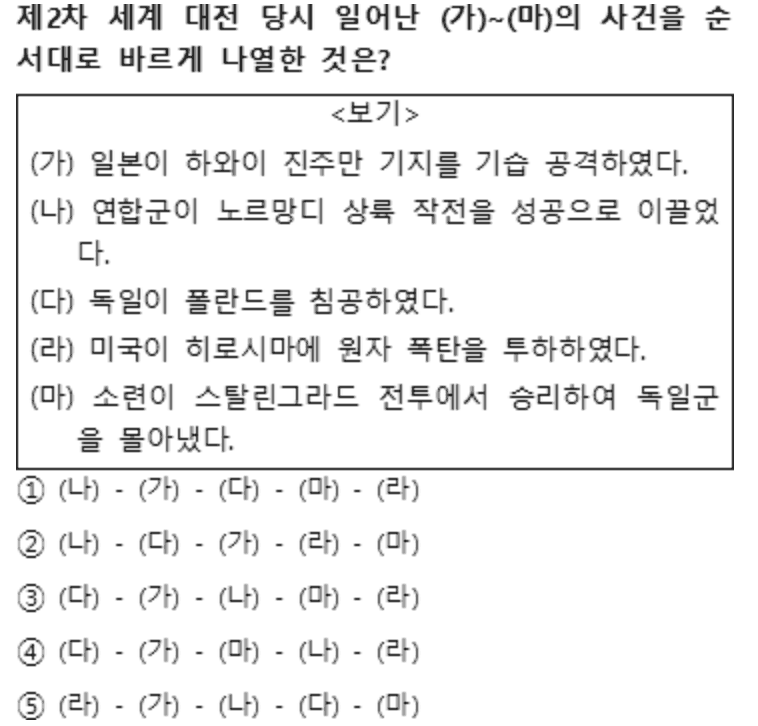 제2차 세계 대전 당시 일어난 (가)~(마)의 사건을 순
서대로 바르게 나열한 것은?
<보기>
(가) 일본이 하와이 진주만 기지를 기습 공격하였다.
(나) 연합군이 노르망디 상륙 작전을 성공으로 이끌었
다.
(다) 독일이 폴란드를 침공하였다.
(라) 미국이 히로시마에 원자 폭탄을 투하하였다.
(마) 소련이 스탈린그라드 전투에서 승리하여 독일군
을 몰아냈다.
① (나) - (가) - (다) - (마) - (라)
② (나) - (다) - (가) - (라) - (마)
③ (다) - (가) - (나) - (마) - (라)
④ (다) - (가) - (마) - (나) - (라)
⑤ (라) - (가) - (나) - (다) - (마)